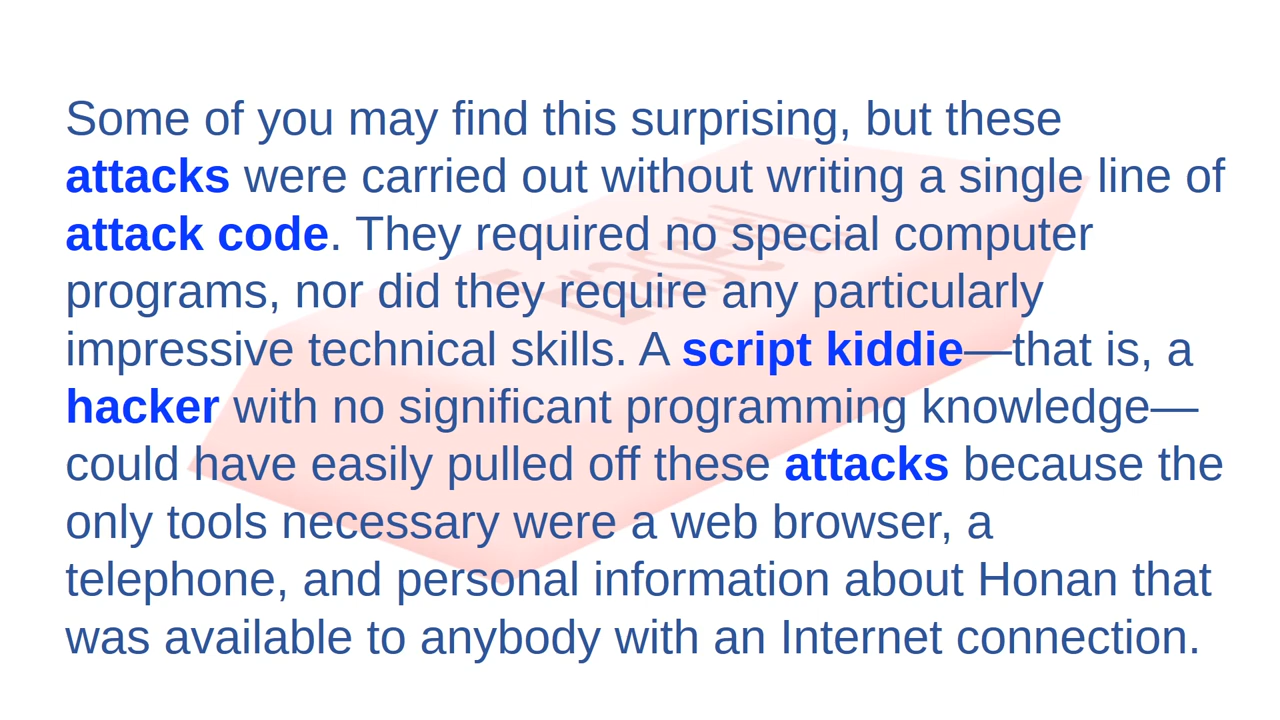 Some of you may find this surprising, but these
attacks were carried out without writing a single line of
attack code. They required no special computer
programs, nor did they require any particularly
impressive technical skills. A script kiddie—that is, a
hacker with no significant programming knowledge—
could have easily pulled off these attacks because the
only tools necessary were a web browser, a
telephone, and personal information about Honan that
was available to anybody with an Internet connection.